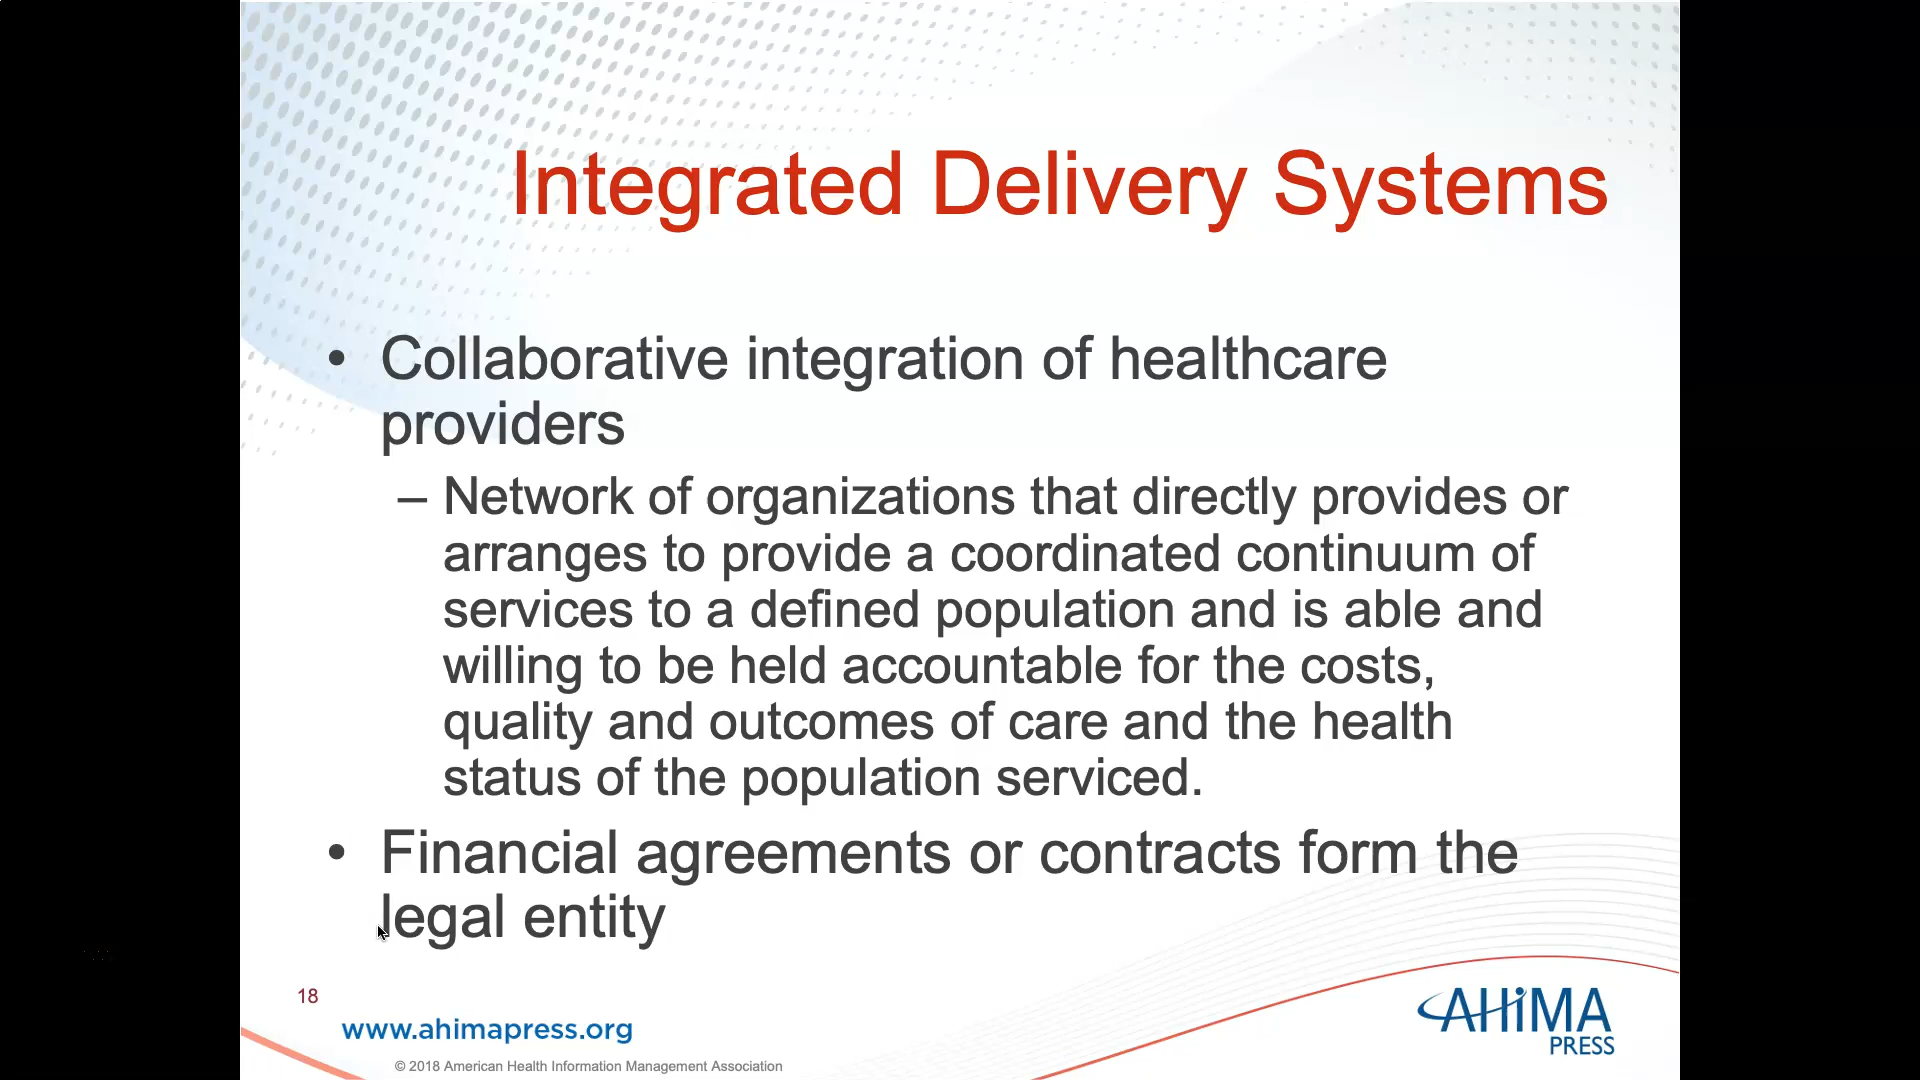 Integrated Delivery Systems
• Collaborative integration of healthcare
providers
– Network of organizations that directly provides or
arranges to provide a coordinated continuum of
services to a defined population and is able and
willing to be held accountable for the costs,
quality and outcomes of care and the health
status of the population serviced.
• Financial agreements or contracts form the
legal entity
18
www.ahimapress.org
© 2018 American Health Information Management Association
AHiMA
PRESS